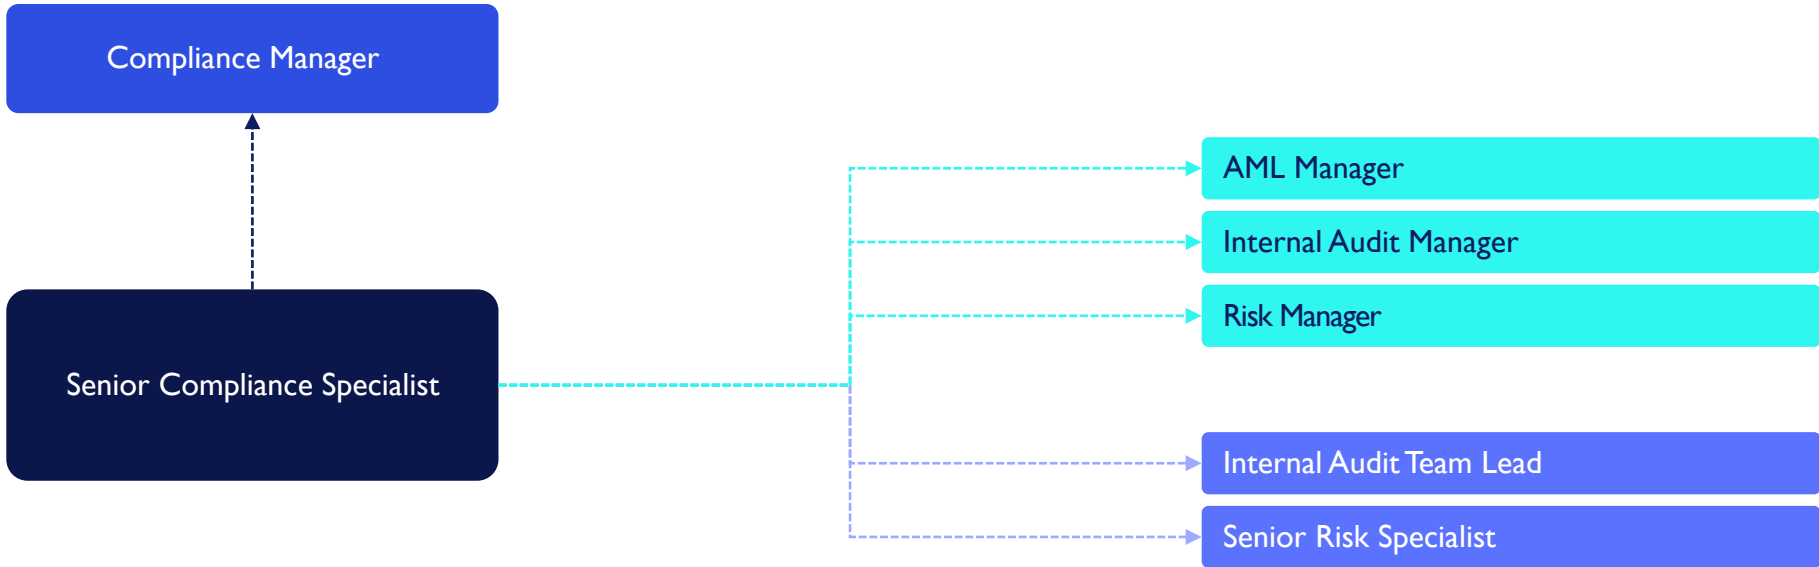 Compliance Manager
AML Manager
Internal Audit Manager
Risk Manager
Senior Compliance Specialist
Internal Audit Team Lead
Senior Risk Specialist